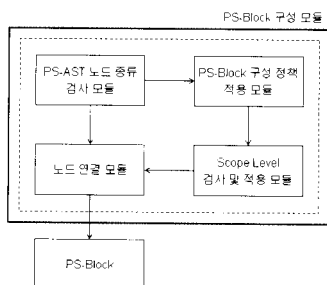 PS-Block 구성 모듈
PS-AST 노드 종류
검사 모듈
PS-Block 구성 정책
적용 모듈
노드 연결 모듈
Scope Level
검사 및 적용 모듈
PS-Block